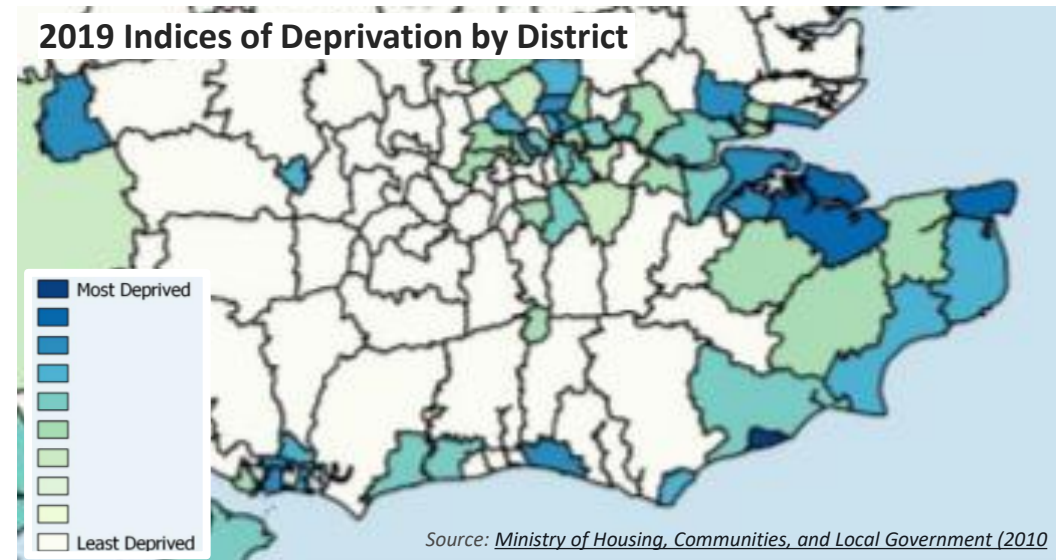 2019 Indices of Deprivation by District
Most Deprived
Least Deprived
Source: Ministry of Housing, Communities, and Local Government (2010